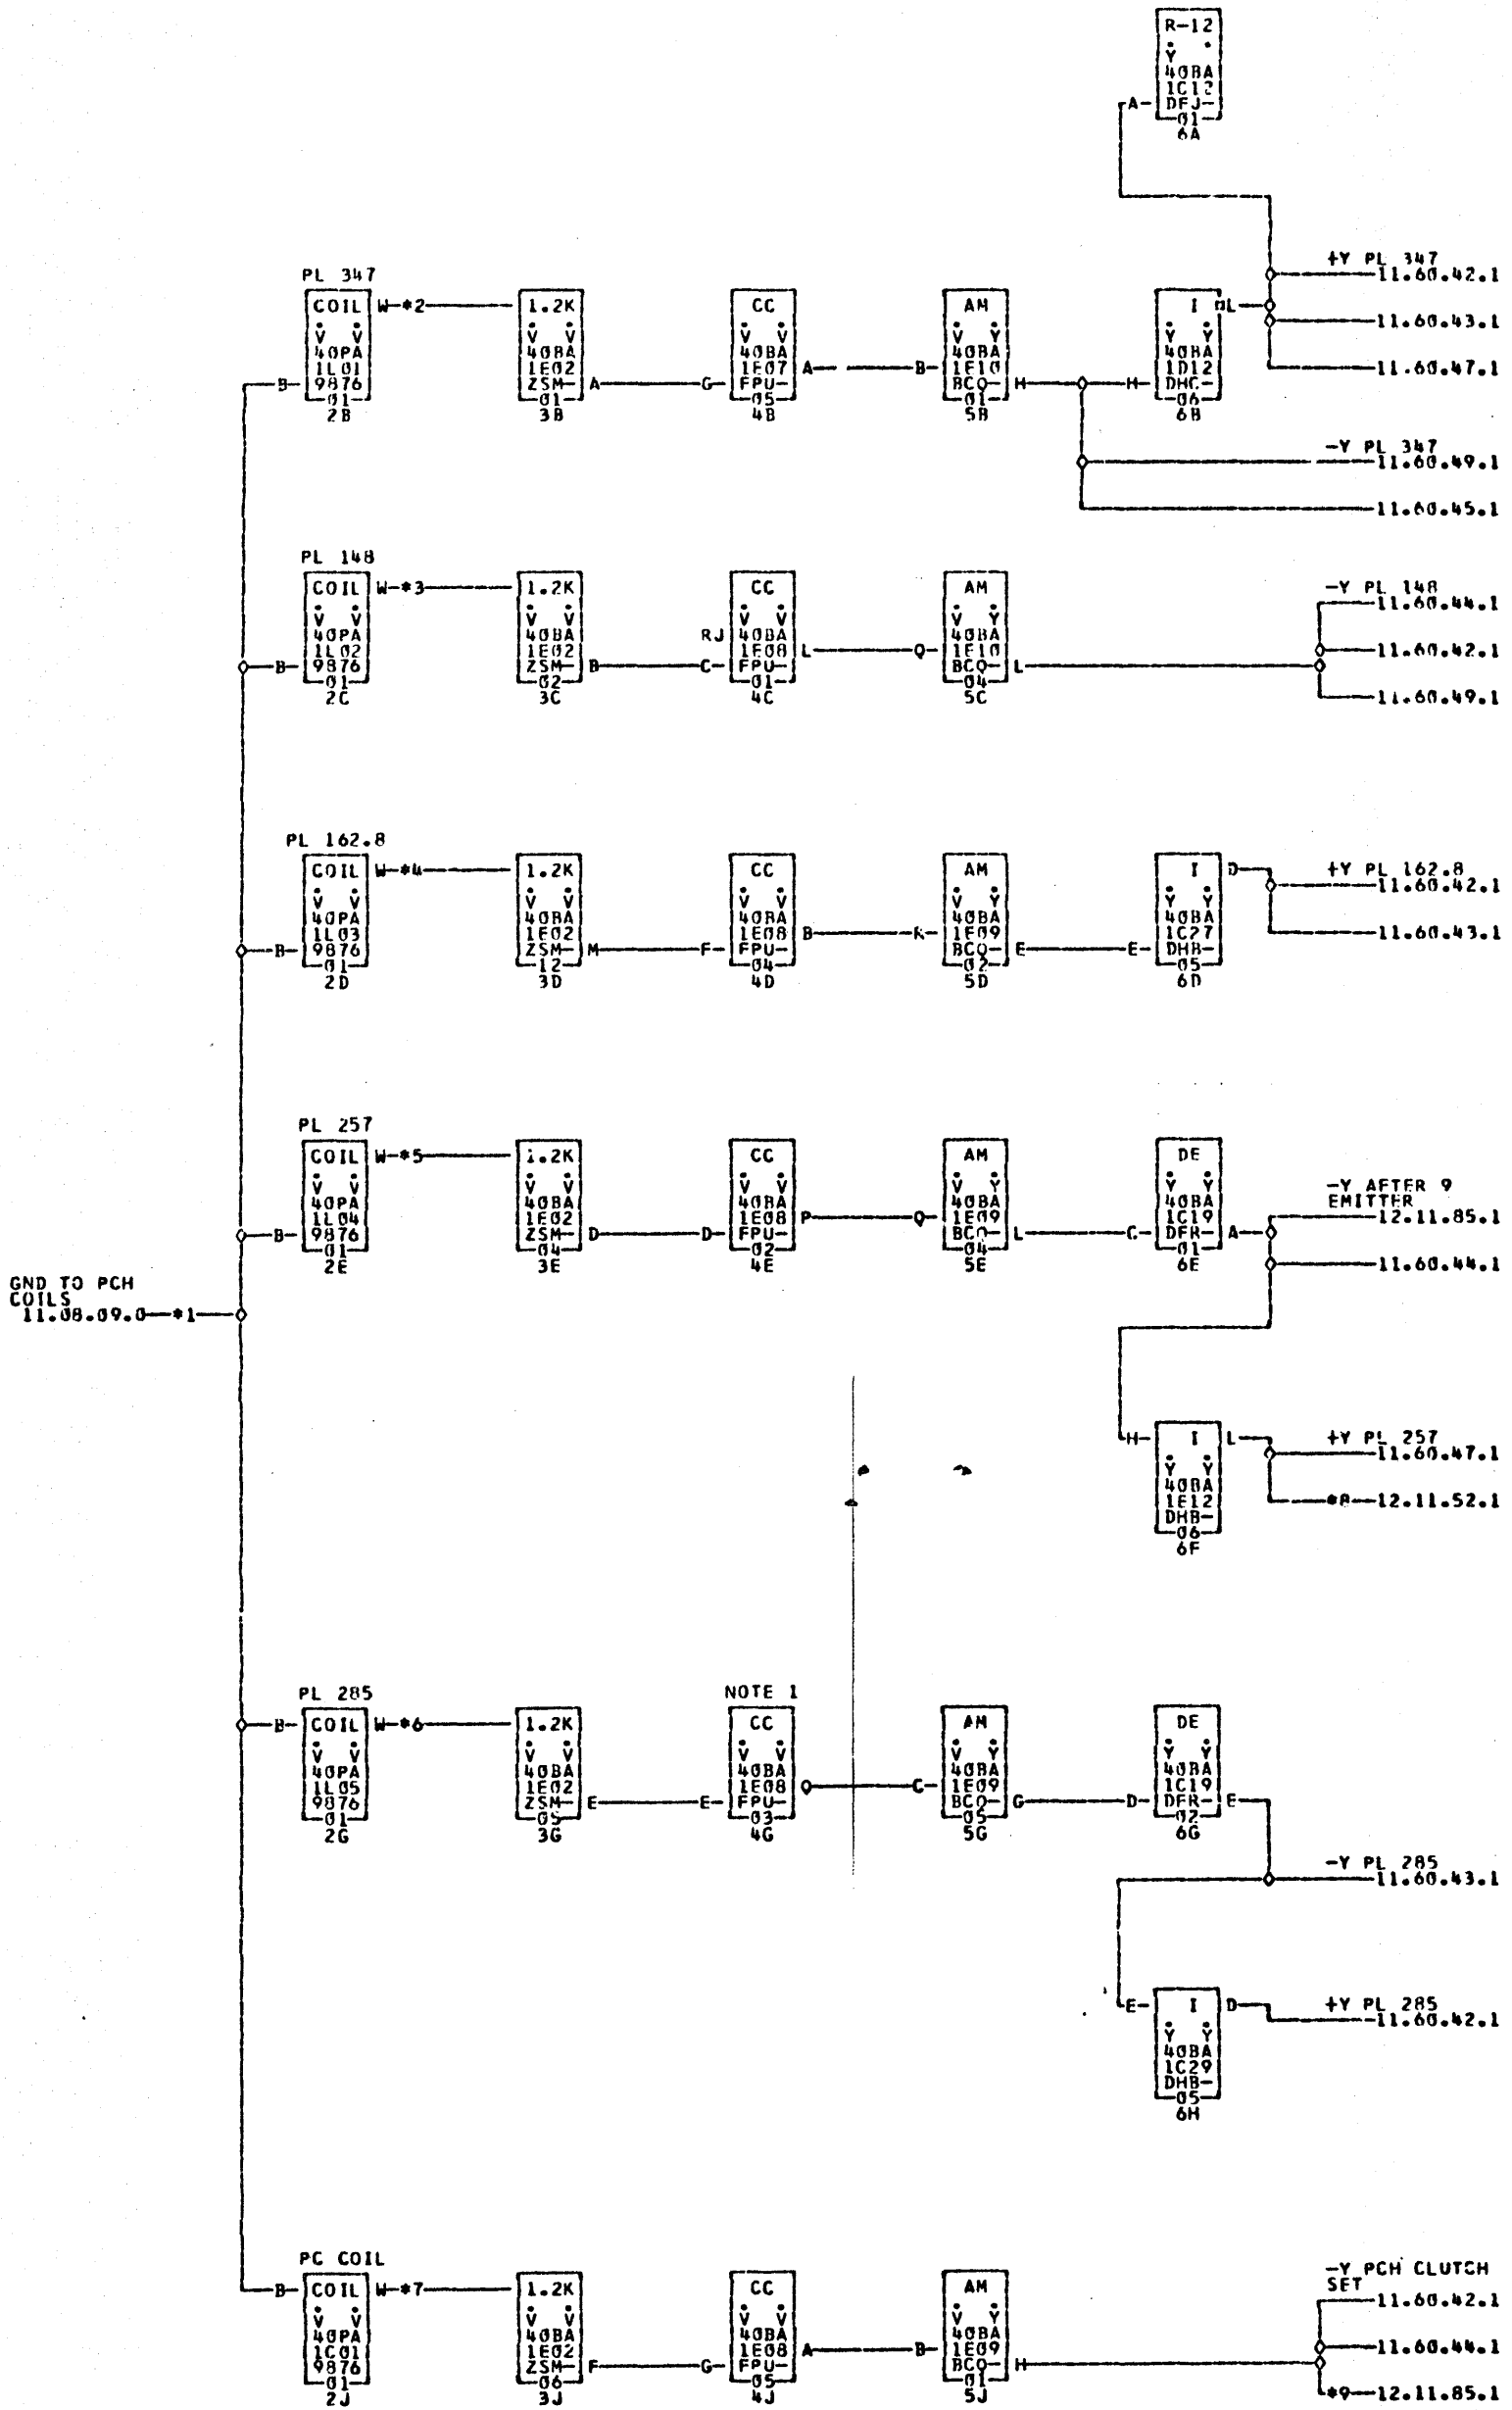 R-12
Y
40BA
1C12
A- DFJ-
01
6A
+Y PL 347
11.60.42.1
PL 347
COIL W-*2 1.2K CC AM I L
11.60.43.1
V V V V V V V Y Y Y
40PA 40BA 40BA 40BA 40BA
1L01 1E02 1E07 A B 1E10 1D12
11.60.47.1
B 9876 ZSM- A G FPU- BCQ- H H DHC-
01 01 05 01 06
2B 3B 4B 5B 6B
-Y PL 347
11.60.49.1
11.60.45.1
PL 148
COIL W-*3 1.2K CC AM
-Y PL 148
11.60.44.1
V V V V V V V Y
40PA 40BA RJ 40BA 40BA
1L02 1E02 1E08 L Q 1E10
11.60.42.1
B 9876 ZSM- B C FPU- BCQ- L
01 02 01 04
11.60.49.1
2C 3C 4C 5C
PL 162.8
COIL W-*4 1.2K CC AM I D
+Y PL 162.8
11.60.42.1
V V V V V V V Y Y Y
40PA 40BA 40BA 40BA 40BA
1L03 1E02 1E08 B 1E09 1C27
11.60.43.1
B 9876 ZSM- M F FPU- BCQ- E E DHB-
01 12 04 02 05
2D 3D 4D 5D 6D
PL 257
COIL W-*5 1.2K CC AM DE
V V V V V V V Y Y Y
-Y AFTER 9
EMITTER
40PA 40BA 40BA 40BA 40BA
1L04 1E02 1E08 P Q 1E09 1C19
12.11.85.1
B 9876 ZSM- D D FPU- BCQ- L C DFR- A
01 04 02 04 01
2E 3E 4E 5E 6E
11.60.44.1
GND TO PCH
COILS
11.08.09.0 *1
H I L
+Y PL 257
11.60.47.1
Y Y
40BA
1E12
*8 12.11.52.1
DHB-
06
6F
PL 285 NOTE 1
B COIL W-*6 1.2K CC AM DE
V V V V V V V Y Y Y
40PA 40BA 40BA 40BA 40BA
1L05 1E02 1E08 Q C 1E09 1C19
9876 ZSM- E E FPU- BCQ- G D DFR- E
01 05 03 05 02
2G 3G 4G 5G 6G
-Y PL 285
11.60.43.1
E I D
+Y PL 285
11.60.42.1
Y Y
40BA
1C29
DHB-
05
6H
PC COIL
B COIL W-*7 1.2K CC AM
-Y PCH CLUTCH
SET
11.60.42.1
V V V V V V V Y
40PA 40BA 40BA 40BA
1C01 1E02 1E08 A B 1E09
11.60.44.1
9876 ZSM- F G FPU- BCQ- H
01 06 05 01
*9 12.11.85.1
2J 3J 4J 5J